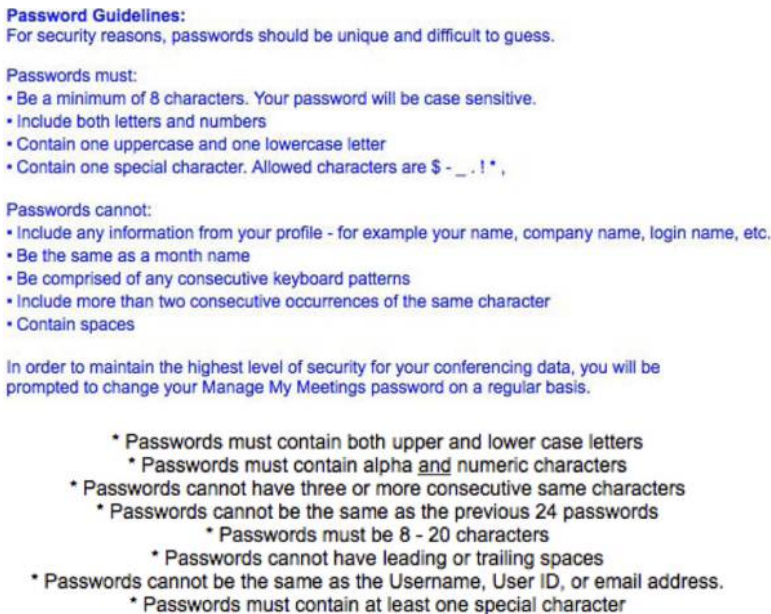 Password Guidelines:
For security reasons, passwords should be unique and difficult to guess.
Passwords must:
• Be a minimum of 8 characters. Your password will be case sensitive.
• Include both letters and numbers
• Contain one uppercase and one lowercase letter
• Contain one special character. Allowed characters are $ - _ . ! * ,
Passwords cannot:
• Include any information from your profile - for example your name, company name, login name, etc.
• Be the same as a month name
• Be comprised of any consecutive keyboard patterns
• Include more than two consecutive occurrences of the same character
• Contain spaces
In order to maintain the highest level of security for your conferencing data, you will be
prompted to change your Manage My Meetings password on a regular basis.
* Passwords must contain both upper and lower case letters
* Passwords must contain alpha and numeric characters
* Passwords cannot have three or more consecutive same characters
* Passwords cannot be the same as the previous 24 passwords
* Passwords must be 8 - 20 characters
* Passwords cannot have leading or trailing spaces
* Passwords cannot be the same as the Username, User ID, or email address.
* Passwords must contain at least one special character